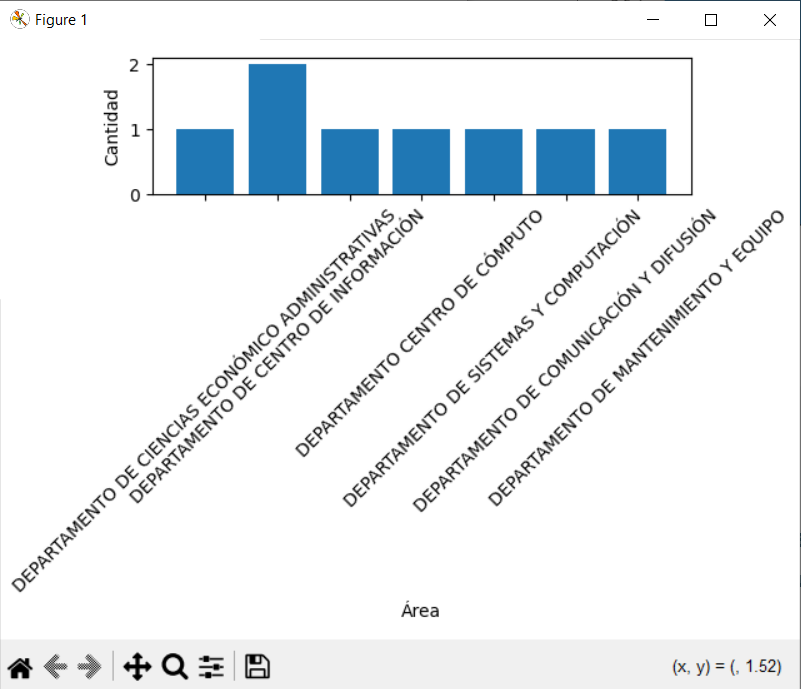 Figure 1
Cantidad
2
1
0
DEPARTAMENTO DE CIENCIAS ECONÓMICO ADMINISTRATIVAS
DEPARTAMENTO DE CENTRO DE INFORMACIÓN
DEPARTAMENTO CENTRO DE CÓMPUTO
DEPARTAMENTO DE SISTEMAS Y COMPUTACIÓN
DEPARTAMENTO DE COMUNICACIÓN Y DIFUSIÓN
DEPARTAMENTO DE MANTENIMIENTO Y EQUIPO
Área
(x, y) = (, 1.52)